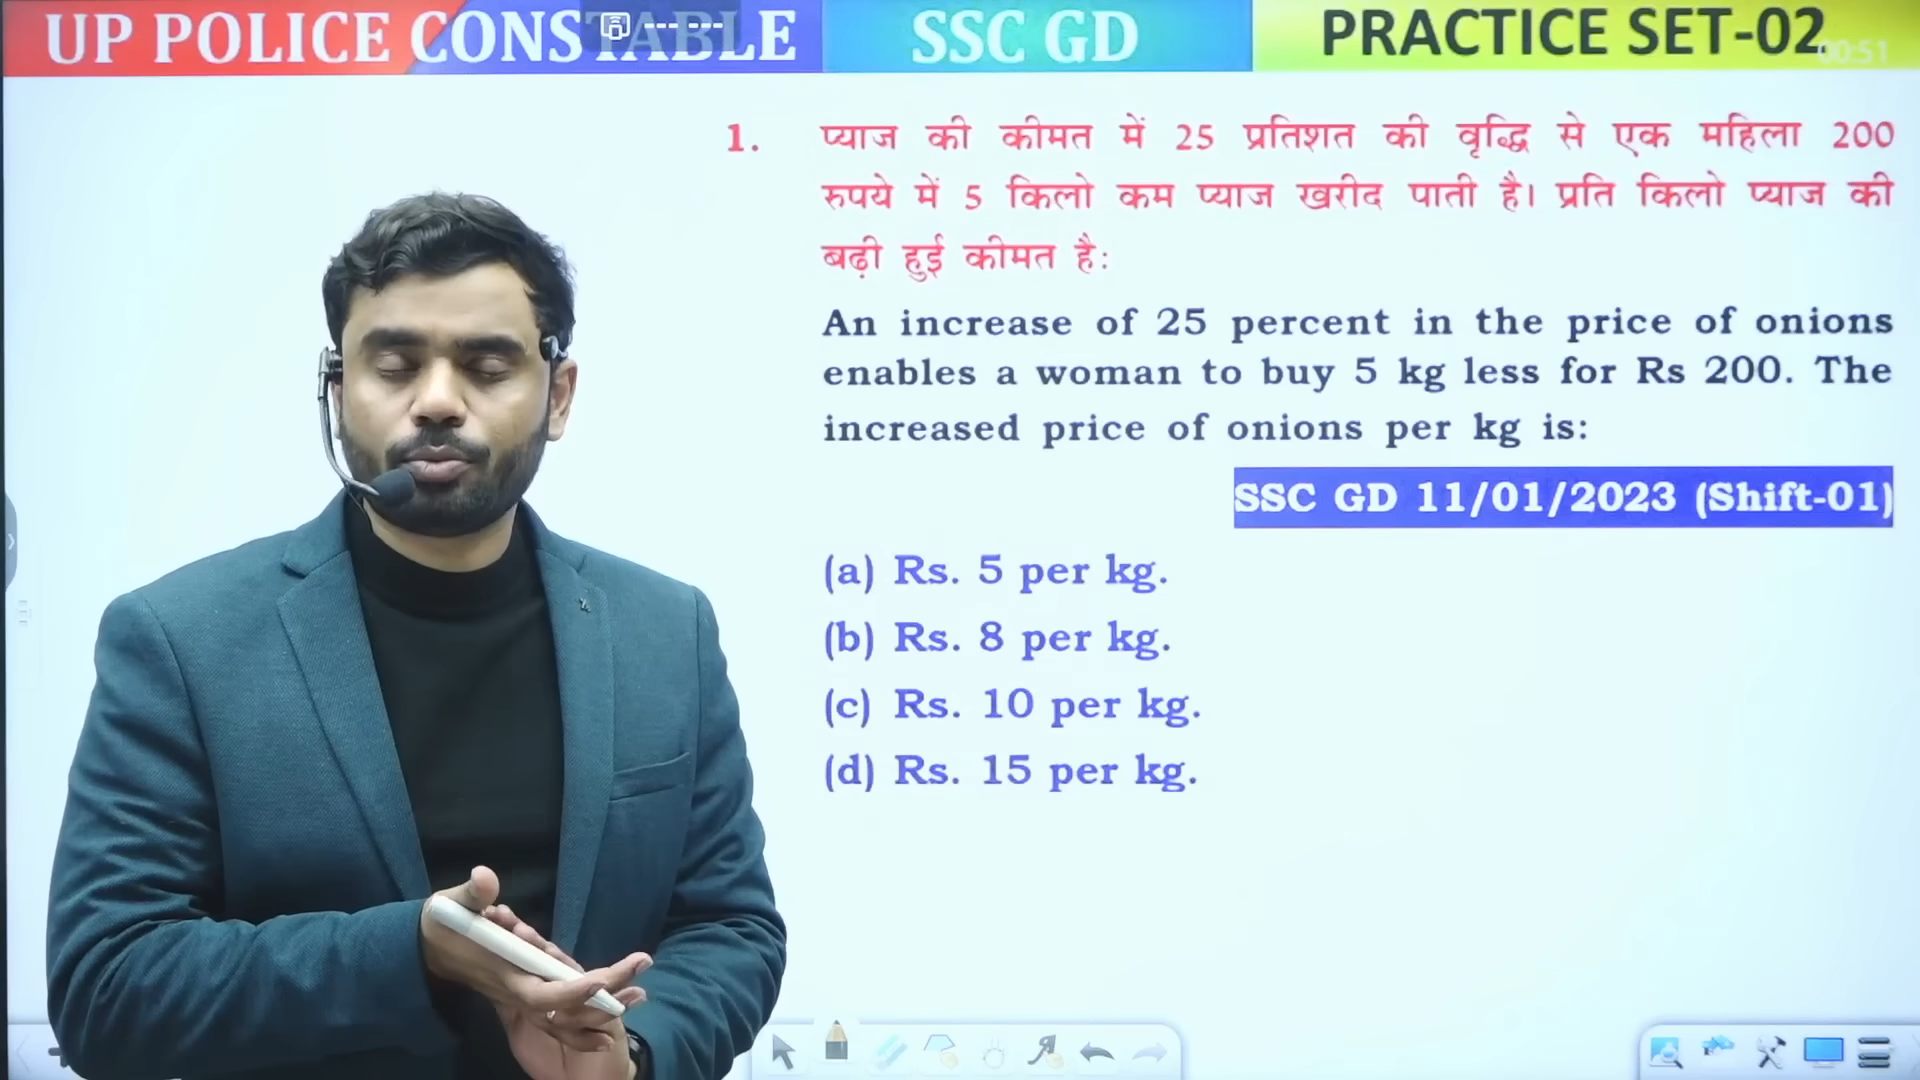 UP POLICE CONSTABLE
SSC GD
PRACTICE SET-02
00:51
1. प्याज की कीमत में 25 प्रतिशत की वृद्धि से एक महिला 200
रुपये में 5 किलो कम प्याज खरीद पाती है। प्रति किलो प्याज की
बढ़ी हुई कीमत है:
An increase of 25 percent in the price of onions
enables a woman to buy 5 kg less for Rs 200. The
increased price of onions per kg is:
SSC GD 11/01/2023 (Shift-01)
(a) Rs. 5 per kg.
(b) Rs. 8 per kg.
(c) Rs. 10 per kg.
(d) Rs. 15 per kg.